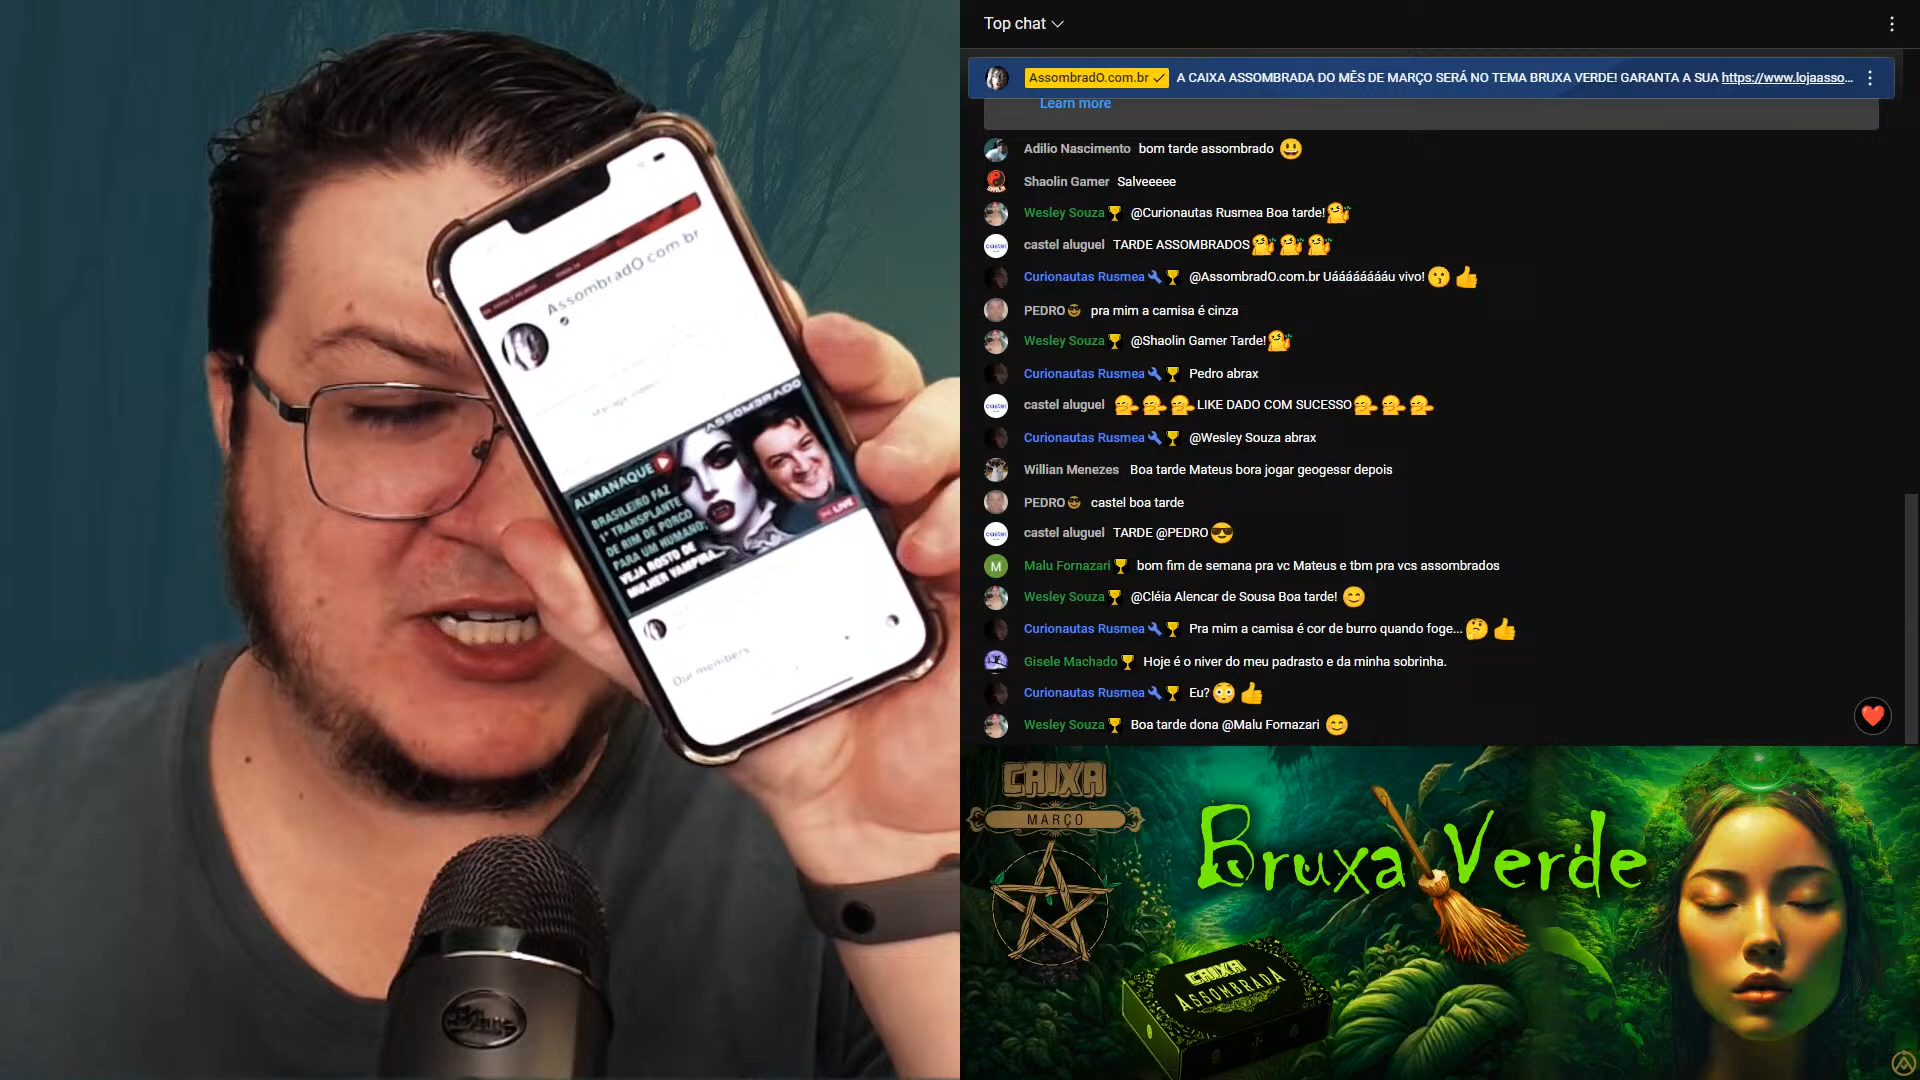 AssombradO.com.br
ASSOMBRADO
ALMANAQUE
BRASILEIRO FAZ
1º TRANSPLANTE
DE RIM DE PORCO
PARA UM HUMANO;
VEJA ROSTO DE
MULHER VAMPIRA...
LIVE
Our members
Blue
Top chat
AssombradO.com.br A CAIXA ASSOMBRADA DO MÊS DE MARÇO SERÁ NO TEMA BRUXA VERDE! GARANTA A SUA https://www.lojaasso...
Learn more
Adilio Nascimento bom tarde assombrado 😃
Shaolin Gamer Salveeeee
Wesley Souza @Curionautas Rusmea Boa tarde!
castel aluguel TARDE ASSOMBRADOS
Curionautas Rusmea @AssombradO.com.br Uááááááááu vivo! 😗👍
PEDRO😎 pra mim a camisa é cinza
Wesley Souza @Shaolin Gamer Tarde!
Curionautas Rusmea Pedro abrax
castel aluguel LIKE DADO COM SUCESSO
Curionautas Rusmea @Wesley Souza abrax
Willian Menezes Boa tarde Mateus bora jogar geogessr depois
PEDRO😎 castel boa tarde
castel aluguel TARDE @PEDRO😎
M Malu Fornazari bom fim de semana pra vc Mateus e tbm pra vcs assombrados
Wesley Souza @Cléia Alencar de Sousa Boa tarde! 😊
Curionautas Rusmea Pra mim a camisa é cor de burro quando foge...🤔👍
Gisele Machado Hoje é o niver do meu padrasto e da minha sobrinha.
Curionautas Rusmea Eu?😳👍
Wesley Souza Boa tarde dona @Malu Fornazari 😊
CAIXA
MARÇO
Bruxa Verde
CAIXA
ASSOMBRADA